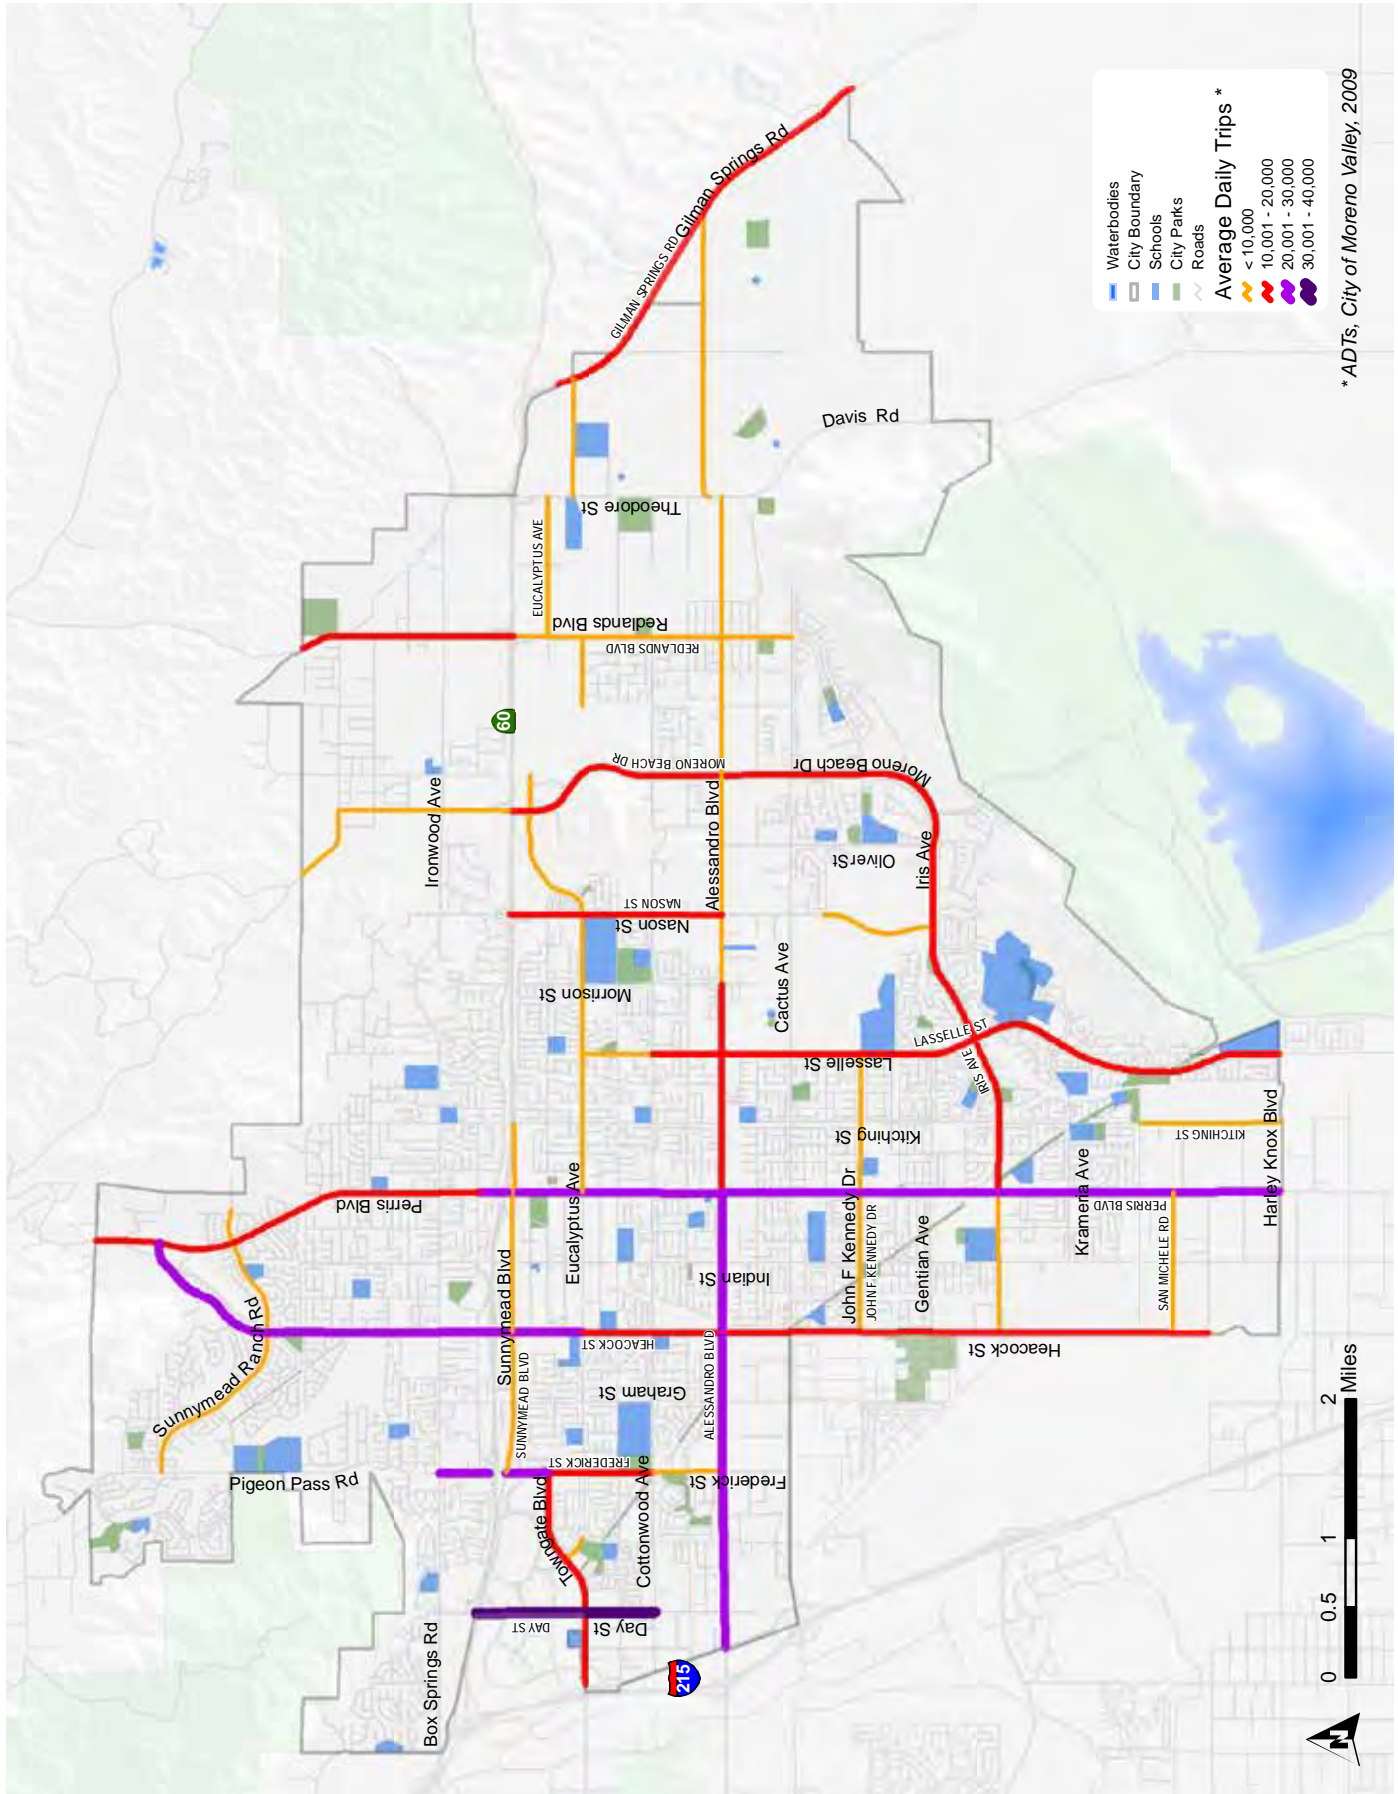 Box Springs Rd
Pigeon Pass Rd
Sunnymead Ranch Rd
Perris Blvd
Ironwood Ave
60
SUNNYMEAD BLVD
Sunnymead Blvd
EUCALYPTUS AVE
Eucalyptus Ave
Towngate Blvd
DAY ST
Day St
FREDERICK ST
Frederick St
Graham St
HEACOCK ST
Heacock St
Indian St
Cottonwood Ave
215
ALESSANDRO BLVD
Alessandro Blvd
Morrison St
NASON ST
Nason St
MORENO BEACH DR
Moreno Beach Dr
REDLANDS BLVD
Redlands Blvd
Theodore St
GILMAN SPRINGS RD
Gilman Springs Rd
Davis Rd
Cactus Ave
Oliver St
Iris Ave
IRIS AVE
LASSELLE ST
Lasselle St
Kitching St
KITCHING ST
John F Kennedy Dr
JOHN F KENNEDY DR
Gentian Ave
Krameria Ave
PERRIS BLVD
SAN MICHELE RD
Harley Knox Blvd
Waterbodies
City Boundary
Schools
City Parks
Roads
Average Daily Trips *
< 10,000
10,001 - 20,000
20,001 - 30,000
30,001 - 40,000
* ADTs, City of Moreno Valley, 2009
0 0.5 1 2
Miles
N